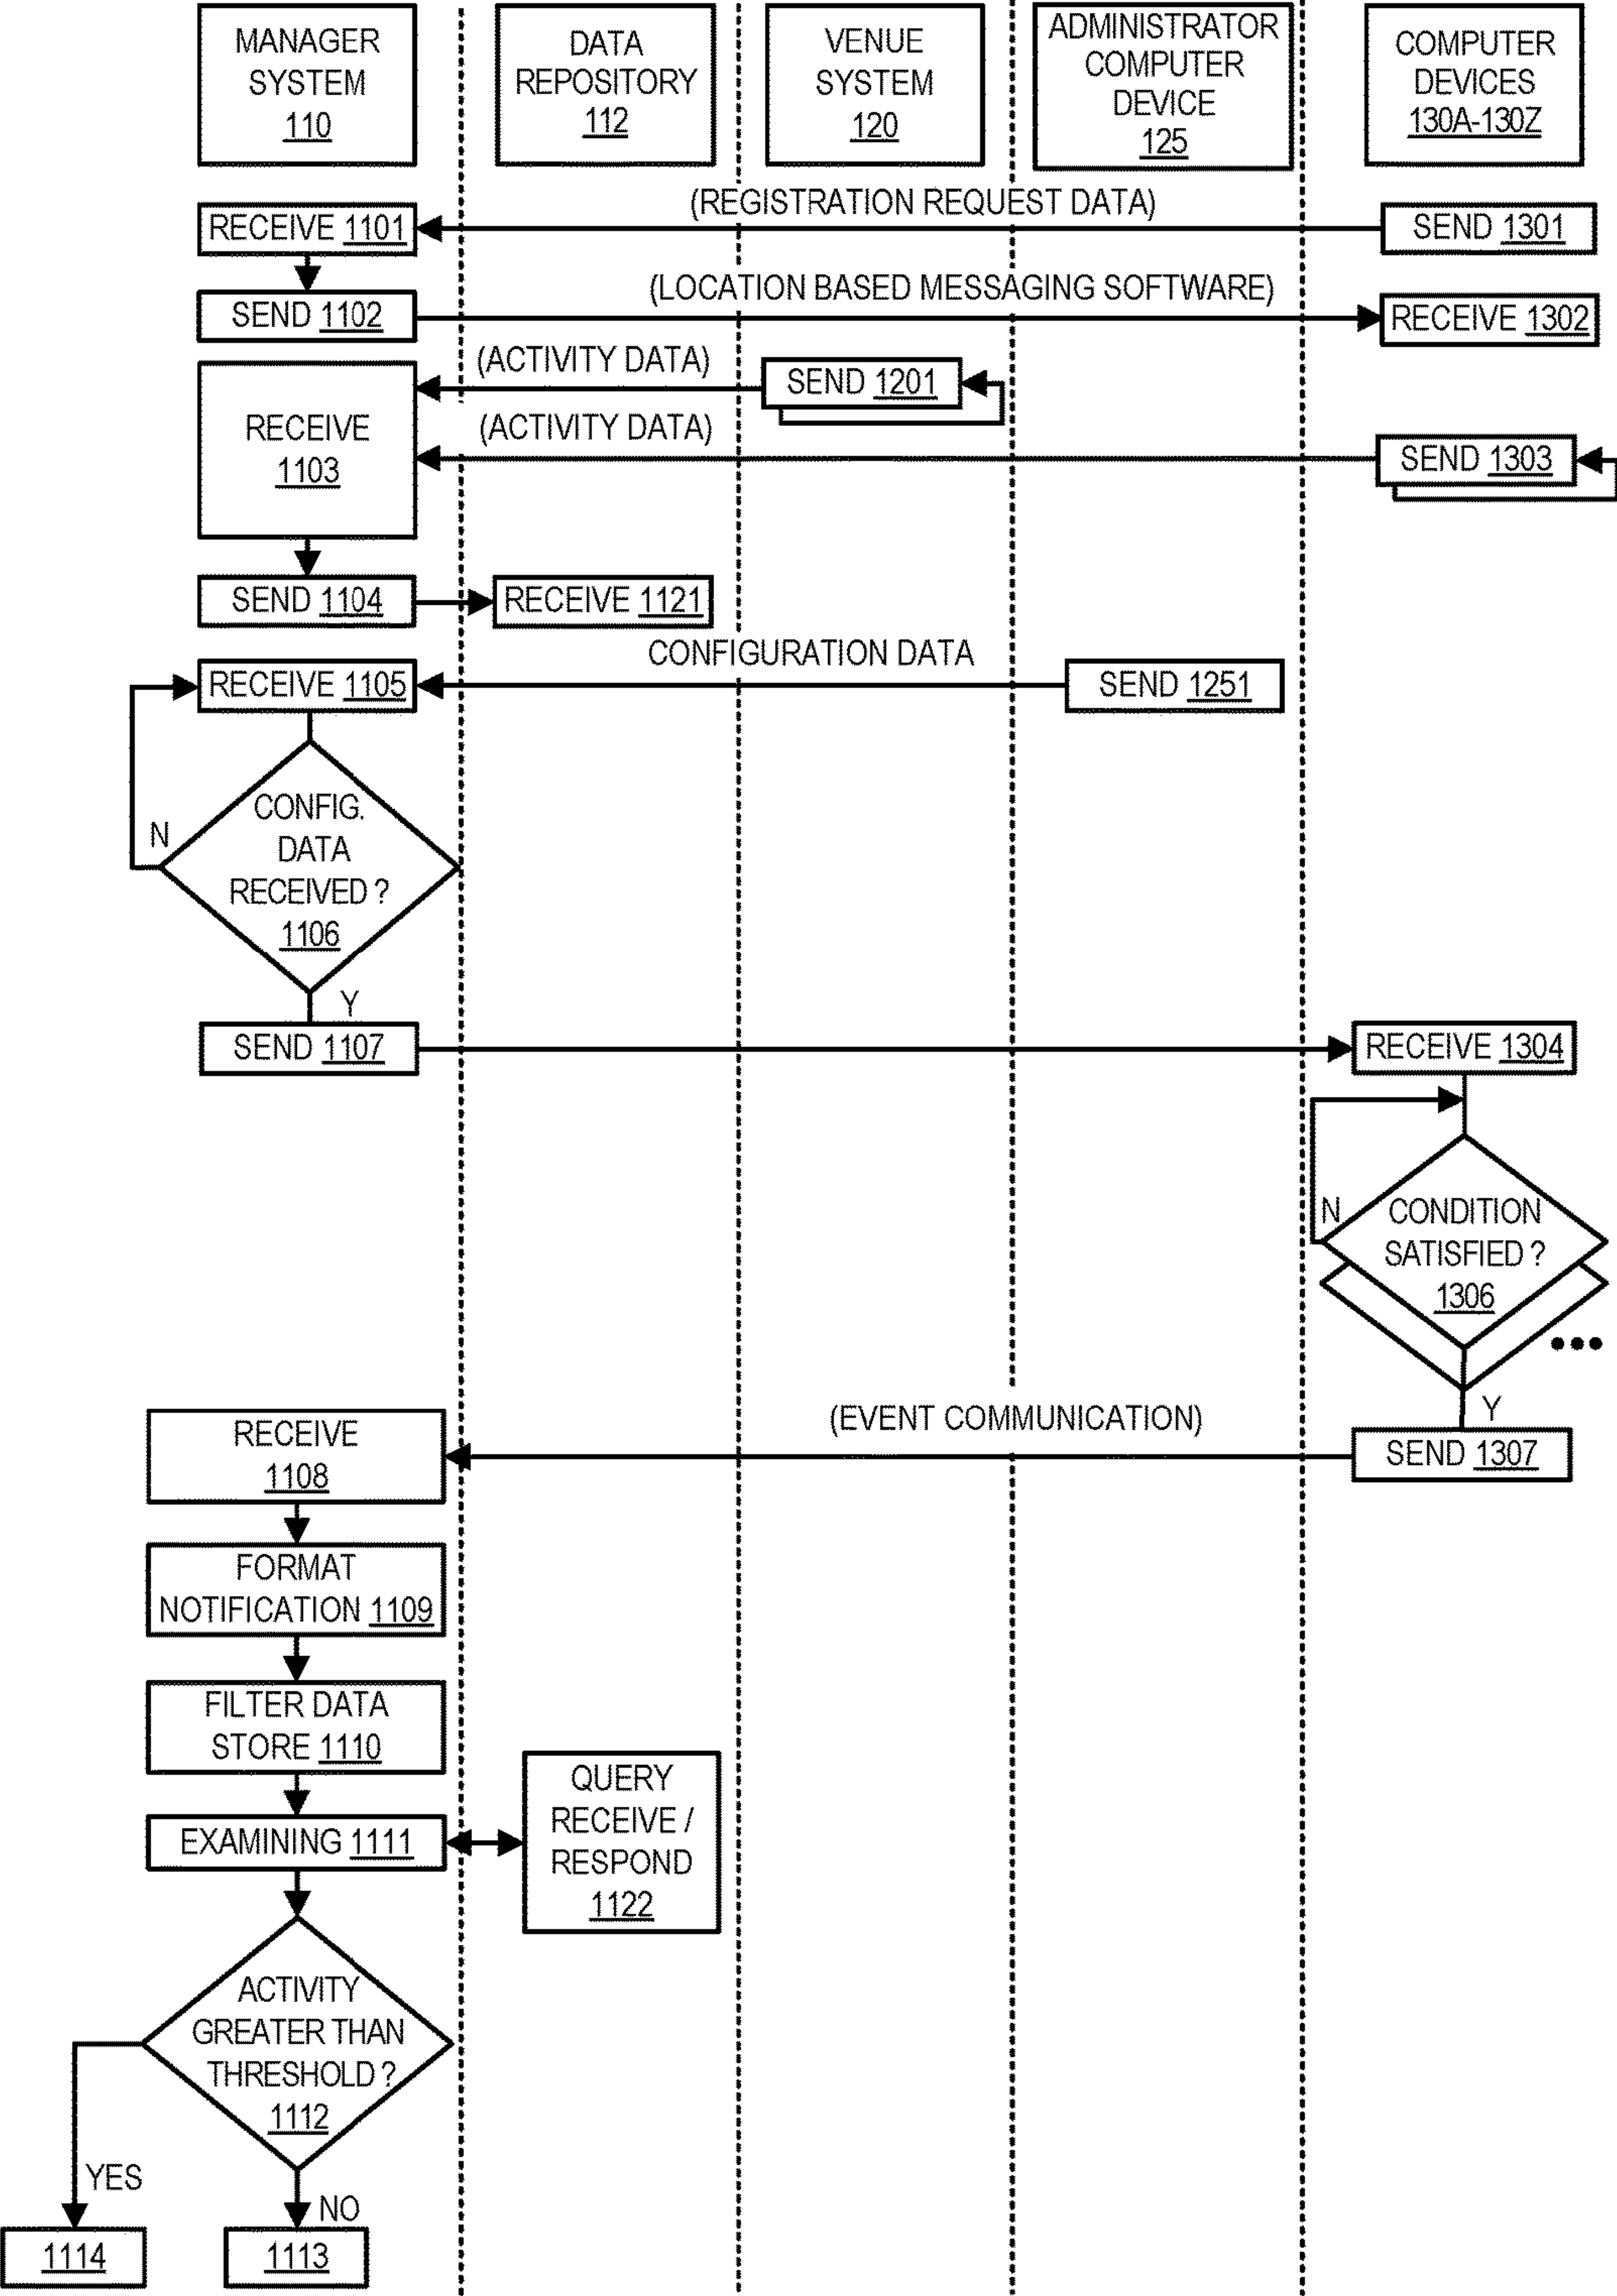 MANAGER
SYSTEM
110
DATA
REPOSITORY
112
VENUE
SYSTEM
120
ADMINISTRATOR
COMPUTER
DEVICE
125
COMPUTER
DEVICES
130A-130Z
(REGISTRATION REQUEST DATA)
RECEIVE 1101
SEND 1301
(LOCATION BASED MESSAGING SOFTWARE)
SEND 1102
RECEIVE 1302
(ACTIVITY DATA)
SEND 1201
RECEIVE
1103
(ACTIVITY DATA)
SEND 1303
SEND 1104
RECEIVE 1121
CONFIGURATION DATA
RECEIVE 1105
SEND 1251
CONFIG.
DATA
RECEIVED ?
1106
N
Y
SEND 1107
RECEIVE 1304
N
CONDITION
SATISFIED ?
1306
•••
Y
(EVENT COMMUNICATION)
RECEIVE
1108
SEND 1307
FORMAT
NOTIFICATION 1109
FILTER DATA
STORE 1110
EXAMINING 1111
QUERY
RECEIVE /
RESPOND
1122
ACTIVITY
GREATER THAN
THRESHOLD ?
1112
YES
NO
1114
1113